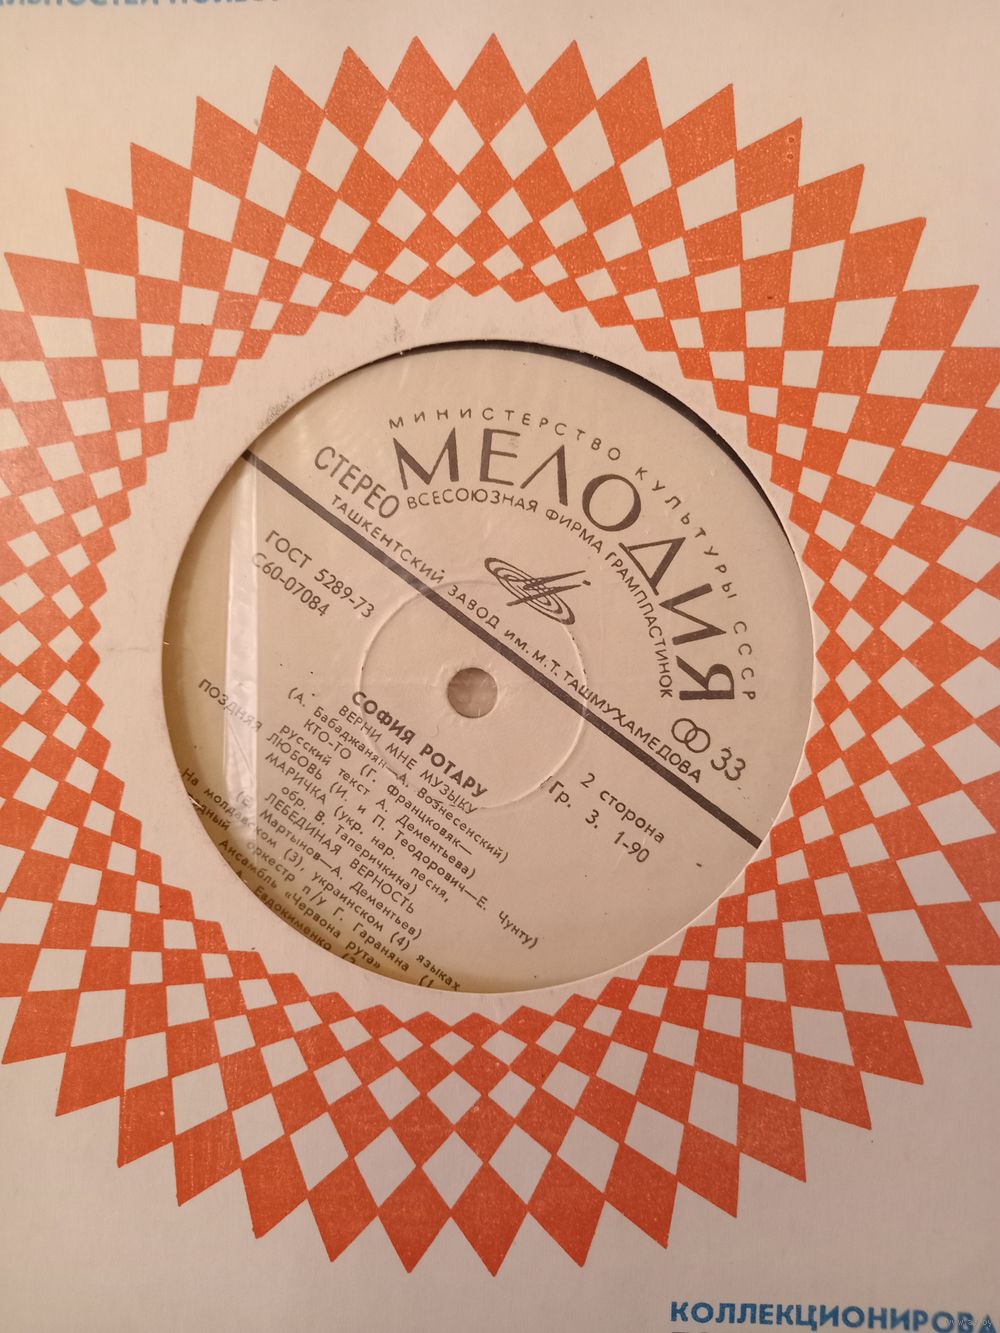 МИНИСТЕРСТВО КУЛЬТУРЫ СССР
МЕЛОДИЯ
ВСЕСОЮЗНАЯ ФИРМА ГРАМПЛАСТИНОК
СТЕРЕО
33
ТАШКЕНТСКИЙ ЗАВОД им. М.Т. ТАШМУХАМЕДОВА
ГОСТ 5289-73
С60-07084
2 сторона
Гр. 3. 1-90
СОФИЯ РОТАРУ
ВЕРНИ МНЕ МУЗЫКУ
(А. Бабаджанян—А. Вознесенский)
КТО-ТО (Г. Францковяк—
русский текст А. Дементьева)
ПОЗДНЯЯ ЛЮБОВЬ (И. и П. Теодорович—Е. Чунту)
МАРИЧКА (укр. нар. песня,
обр. В. Таперичкина)
ЛЕБЕДИНАЯ ВЕРНОСТЬ
(Е. Мартынов—А. Дементьев)
На молдавском (3), украинском (4) языках
оркестр п/у Г. Гараняна (1
Ансамбль «Червона рута»
А. Евдокименко
КОЛЛЕКЦИОНИРОВА